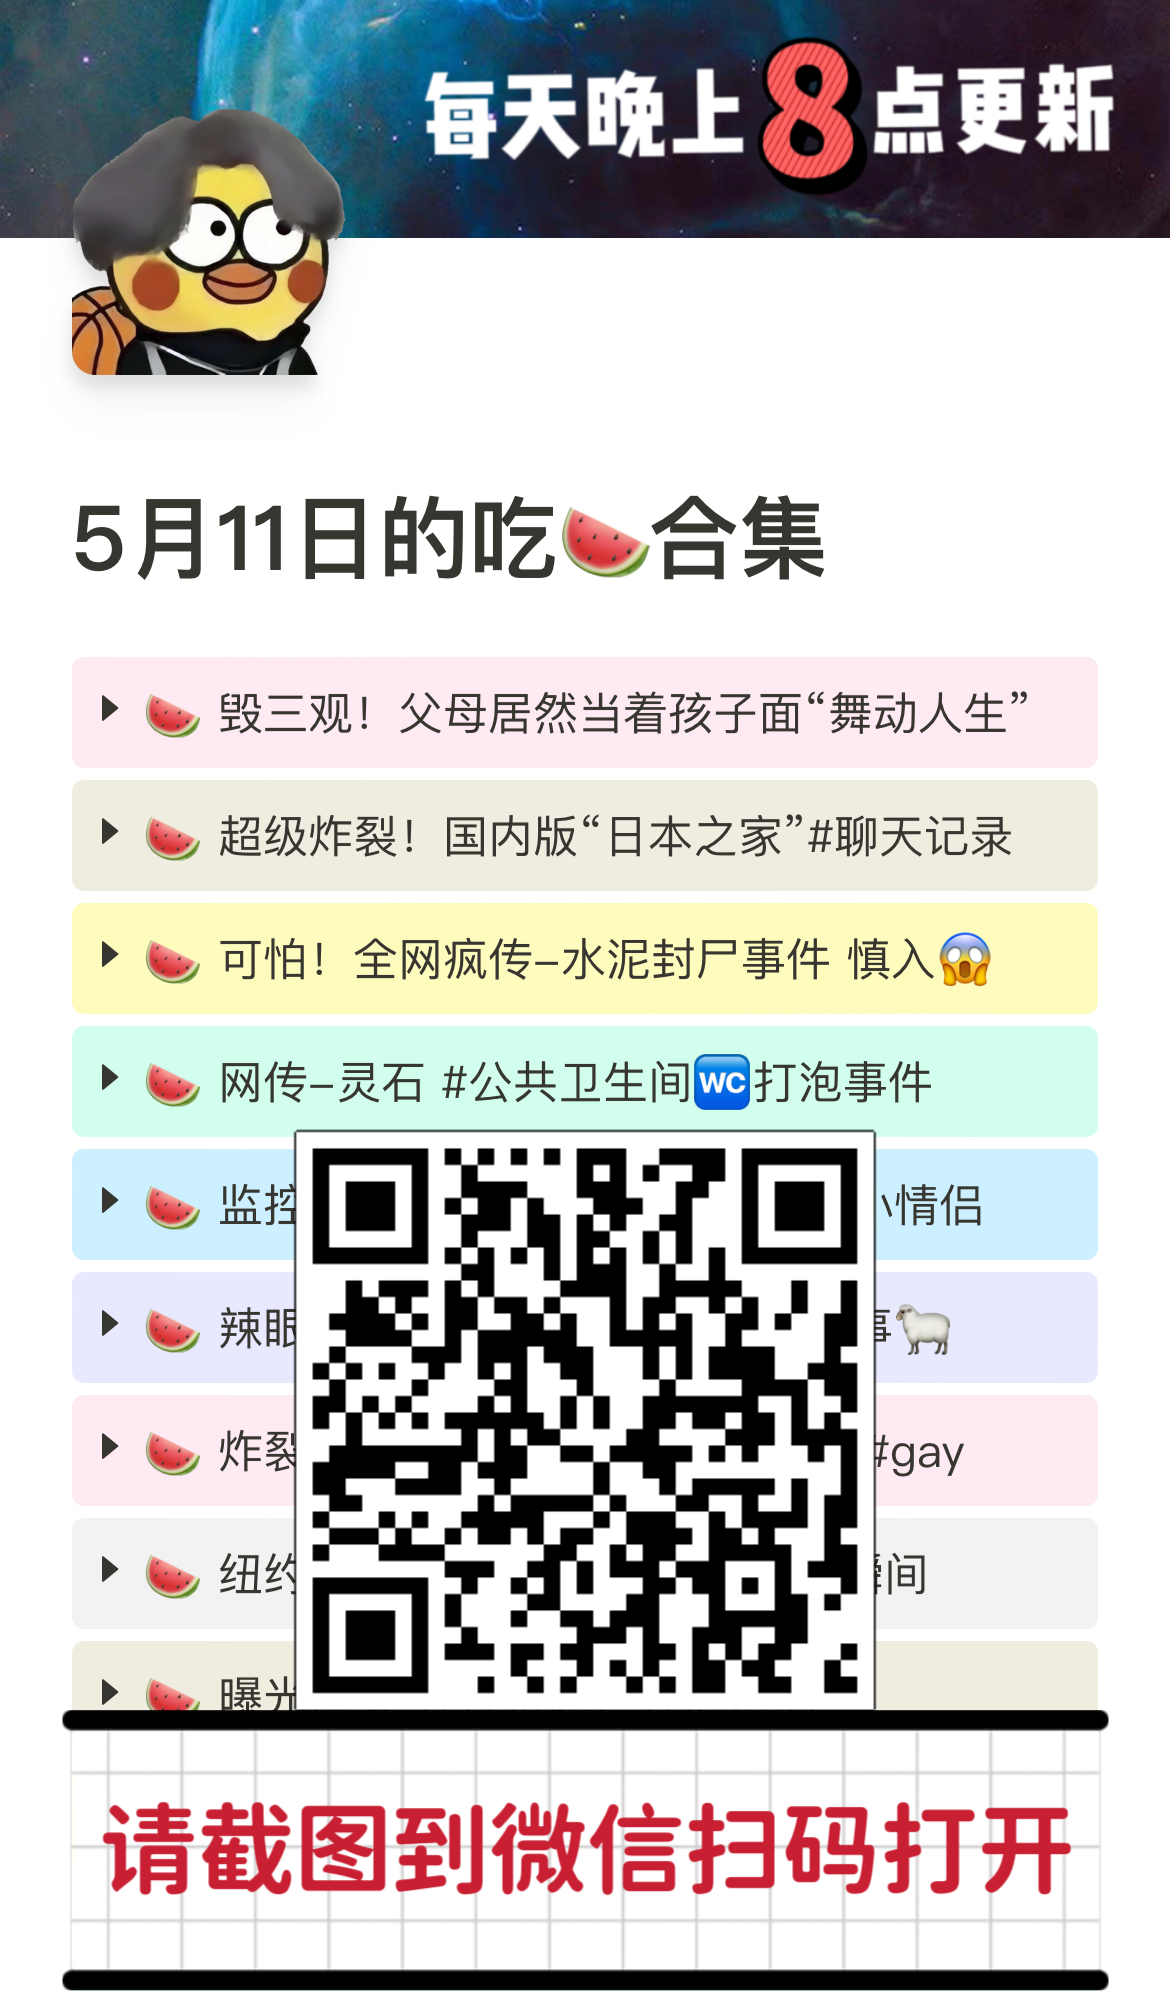 每天晚上8点更新
5月11日的吃🍉合集
🍉 毁三观！父母居然当着孩子面“舞动人生”
🍉 超级炸裂！国内版“日本之家”#聊天记录
🍉 可怕！全网疯传–水泥封尸事件 慎入😱
🍉 网传–灵石 #公共卫生间🚾打泡事件
🍉 监控 小情侣
🍉 辣眼 事🐑
🍉 炸裂 #gay
🍉 纽约 瞬间
🍉 曝光
请截图到微信扫码打开